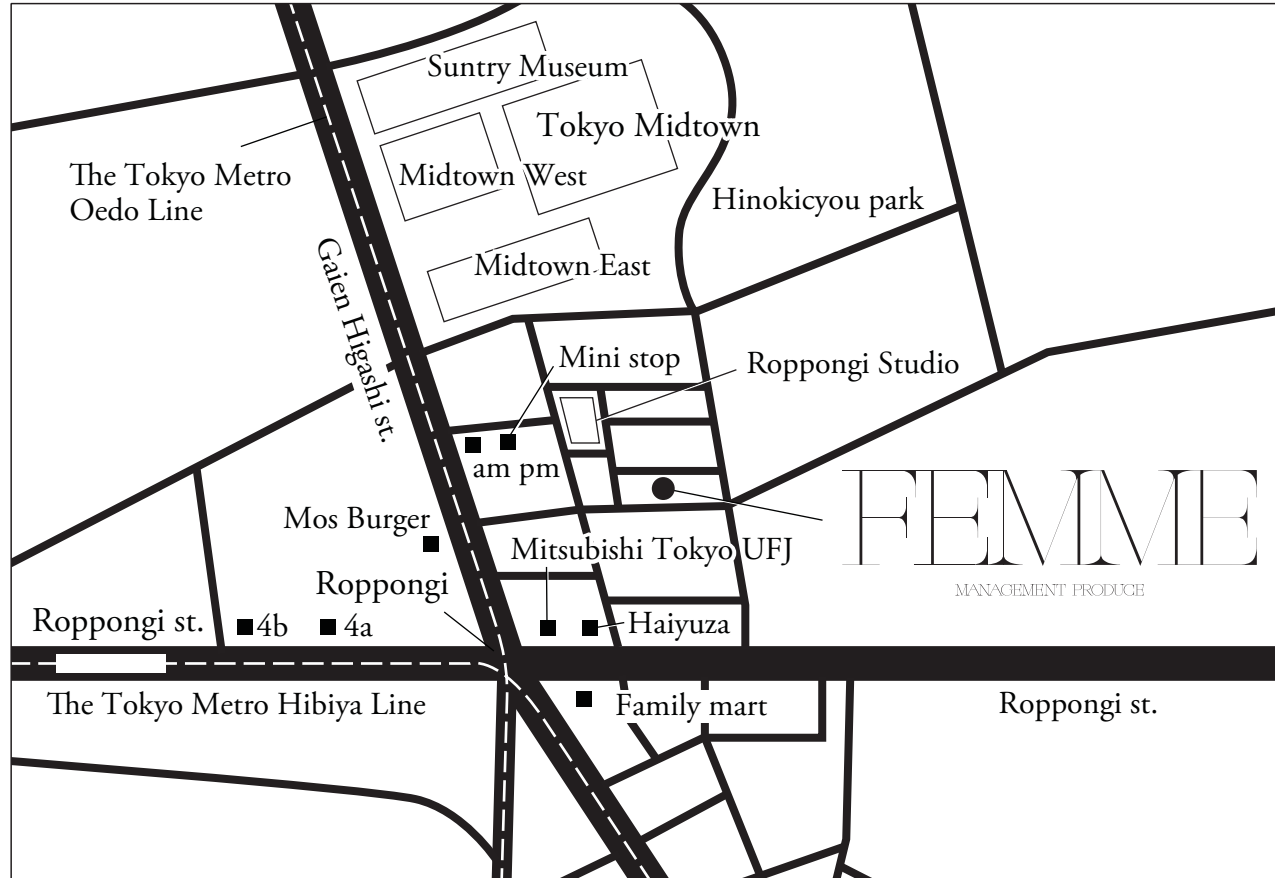 Suntry Museum
Tokyo Midtown
The Tokyo Metro
Oedo Line
Midtown West
Hinokicyou park
Gaien Higashi st.
Midtown East
Mini stop
Roppongi Studio
am pm
FEMME
MANAGEMENT PRODUCE
Mos Burger
Mitsubishi Tokyo UFJ
Roppongi
Roppongi st.
4b
4a
Haiyuza
The Tokyo Metro Hibiya Line
Family mart
Roppongi st.